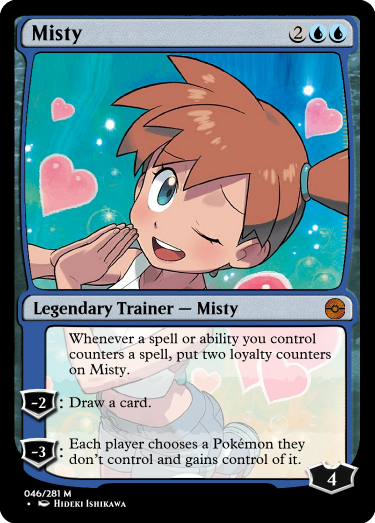 Misty 2
Legendary Trainer — Misty
Whenever a spell or ability you control
counters a spell, put two loyalty counters
on Misty.
-2 : Draw a card.
-3 : Each player chooses a Pokémon they
don't control and gains control of it.
4
046/281 M
• Hideki Ishikawa